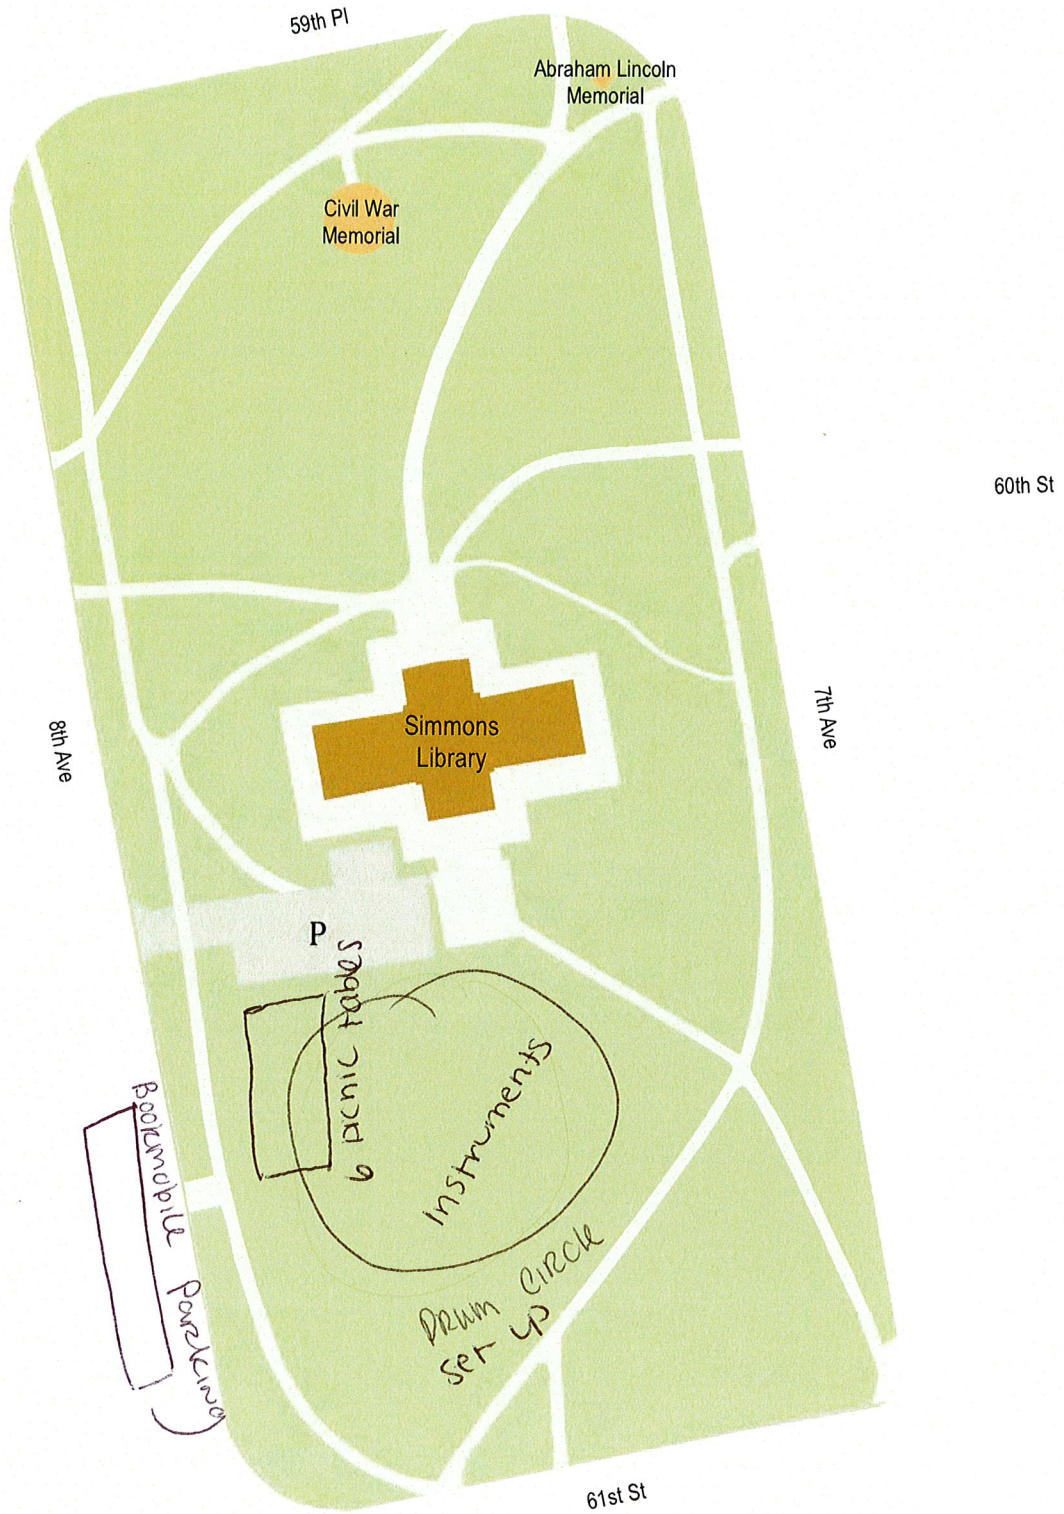 59th Pl
Abraham Lincoln
Memorial
Civil War
Memorial
60th St
Simmons
Library
8th Ave
7th Ave
P
6 picnic tables
Instruments
Bookmobile Parking
Drum Circle
Set up
61st St